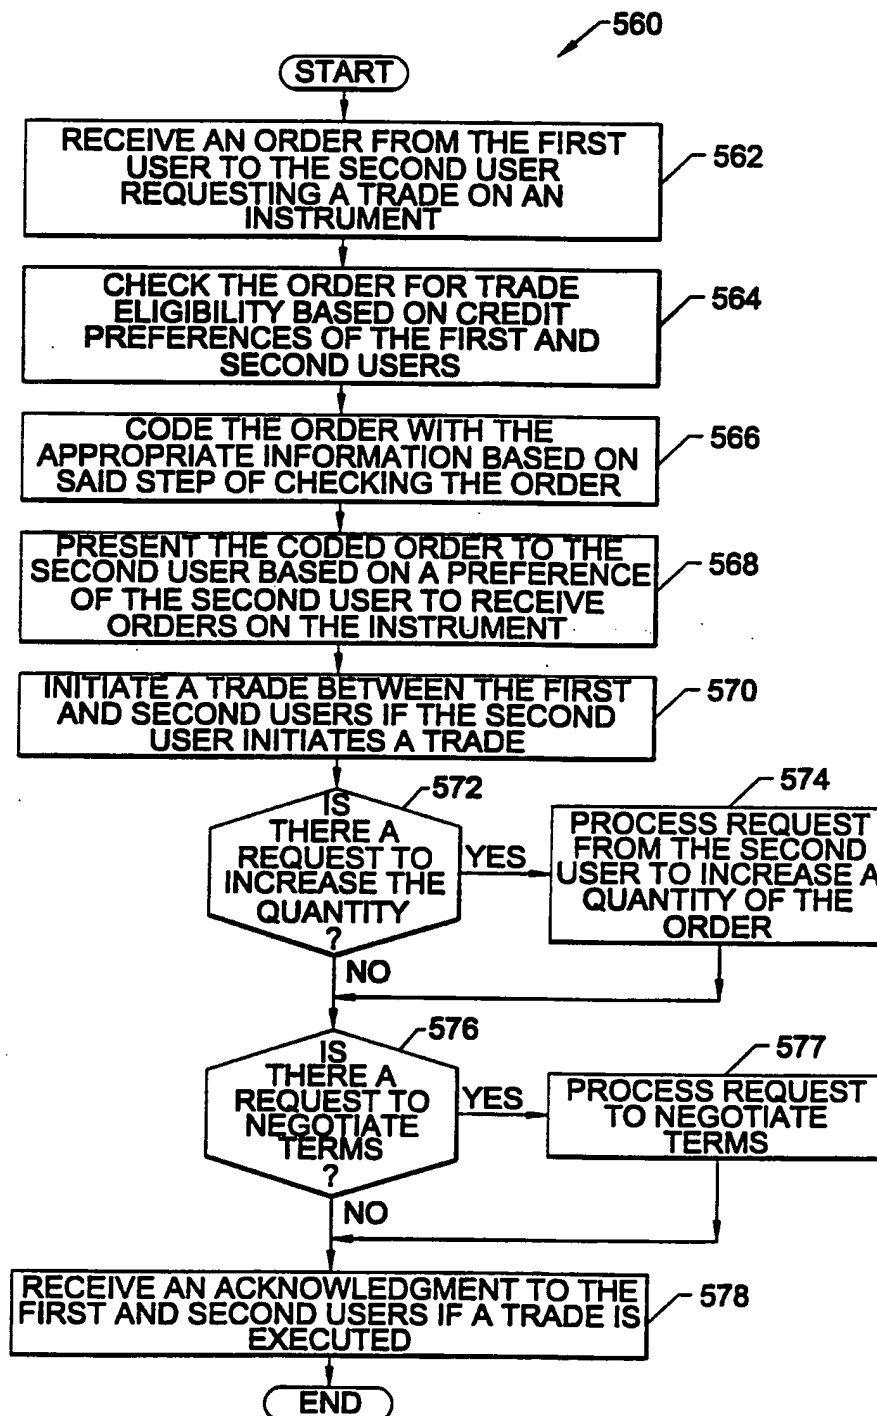 560
START
RECEIVE AN ORDER FROM THE FIRST
USER TO THE SECOND USER
REQUESTING A TRADE ON AN
INSTRUMENT
562
CHECK THE ORDER FOR TRADE
ELIGIBILITY BASED ON CREDIT
PREFERENCES OF THE FIRST AND
SECOND USERS
564
CODE THE ORDER WITH THE
APPROPRIATE INFORMATION BASED ON
SAID STEP OF CHECKING THE ORDER
566
PRESENT THE CODED ORDER TO THE
SECOND USER BASED ON A PREFERENCE
OF THE SECOND USER TO RECEIVE
ORDERS ON THE INSTRUMENT
568
INITIATE A TRADE BETWEEN THE FIRST
AND SECOND USERS IF THE SECOND
USER INITIATES A TRADE
570
572
IS
THERE A
REQUEST TO
INCREASE THE
QUANTITY
?
YES
NO
574
PROCESS REQUEST
FROM THE SECOND
USER TO INCREASE A
QUANTITY OF THE
ORDER
576
IS
THERE A
REQUEST TO
NEGOTIATE
TERMS
?
YES
NO
577
PROCESS REQUEST
TO NEGOTIATE
TERMS
RECEIVE AN ACKNOWLEDGMENT TO THE
FIRST AND SECOND USERS IF A TRADE IS
EXECUTED
578
END